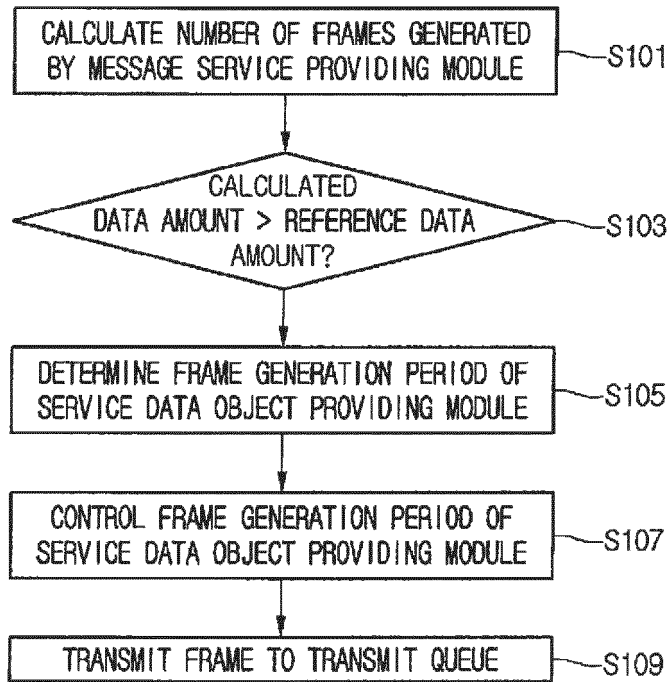 CALCULATE NUMBER OF FRAMES GENERATED
BY MESSAGE SERVICE PROVIDING MODULE
S101
CALCULATED
DATA AMOUNT > REFERENCE DATA
AMOUNT?
S103
DETERMINE FRAME GENERATION PERIOD OF
SERVICE DATA OBJECT PROVIDING MODULE
S105
CONTROL FRAME GENERATION PERIOD OF
SERVICE DATA OBJECT PROVIDING MODULE
S107
TRANSMIT FRAME TO TRANSMIT QUEUE
S109